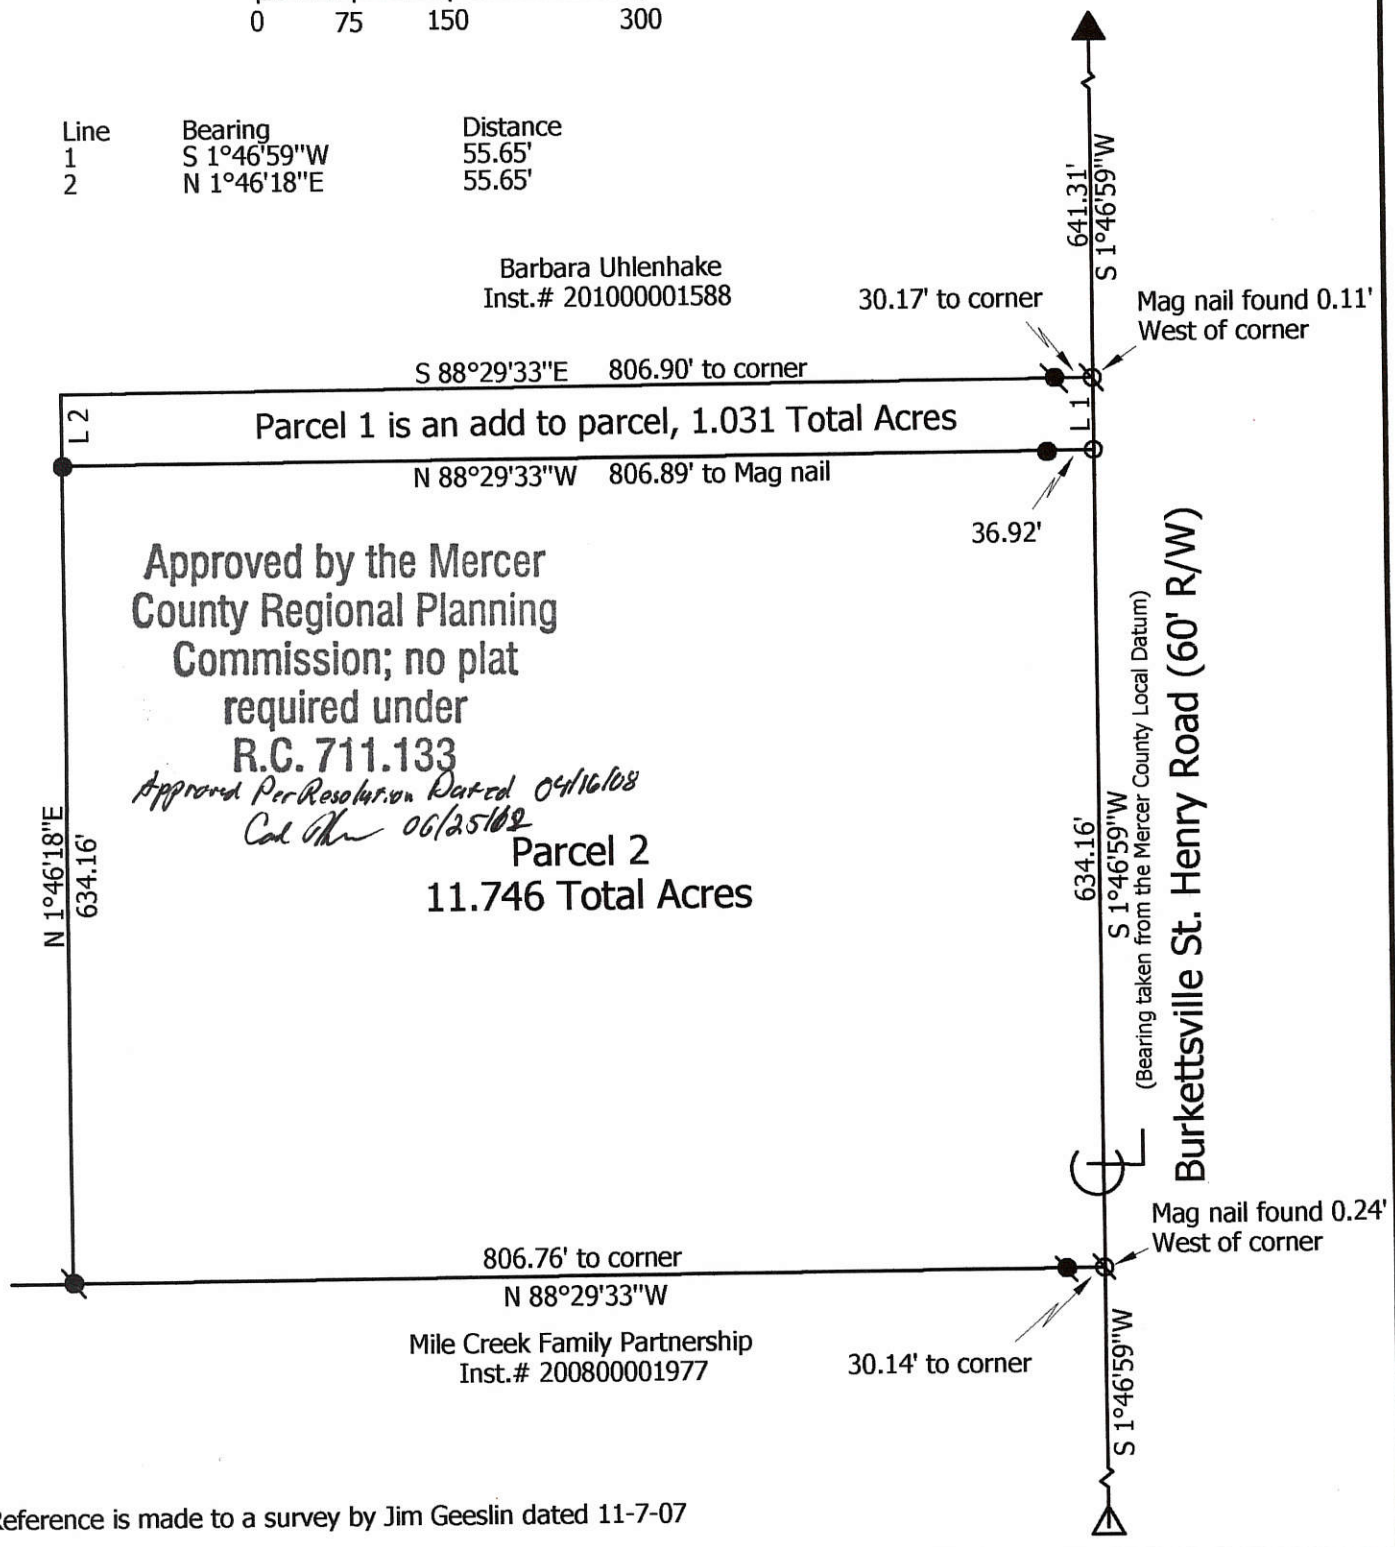 0 75 150 300
Line Bearing Distance
1 S 1°46'59"W 55.65'
2 N 1°46'18"E 55.65'
641.31'
S 1°46'59"W
Barbara Uhlenhake
Inst.# 201000001588
30.17' to corner
Mag nail found 0.11'
West of corner
S 88°29'33"E 806.90' to corner
L 2
Parcel 1 is an add to parcel, 1.031 Total Acres
L 1
N 88°29'33"W 806.89' to Mag nail
36.92'
Approved by the Mercer
County Regional Planning
Commission; no plat
required under
R.C. 711.133
Approved Per Resolution Dated 04/16/08
Parcel 2
11.746 Total Acres
N 1°46'18"E
634.16'
634.16'
S 1°46'59"W
(Bearing taken from the Mercer County Local Datum)
Burkettsville St. Henry Road (60' R/W)
Mag nail found 0.24'
West of corner
806.76' to corner
N 88°29'33"W
Mile Creek Family Partnership
Inst.# 200800001977
30.14' to corner
S 1°46'59"W
Reference is made to a survey by Jim Geeslin dated 11-7-07